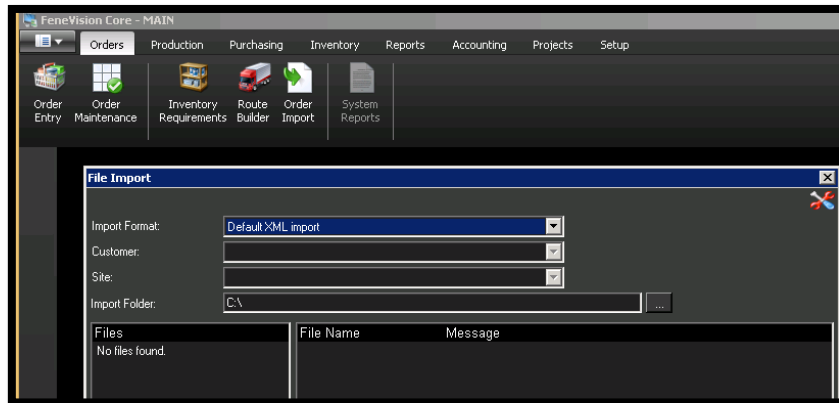 FeneVision Core - MAIN
Orders Production Purchasing Inventory Reports Accounting Projects Setup
Order Entry
Order Maintenance
Inventory Requirements
Route Builder
Order Import
System Reports
File Import
Import Format: Default XML import
Customer:
Site:
Import Folder: C:\ ...
Files File Name Message
No files found.